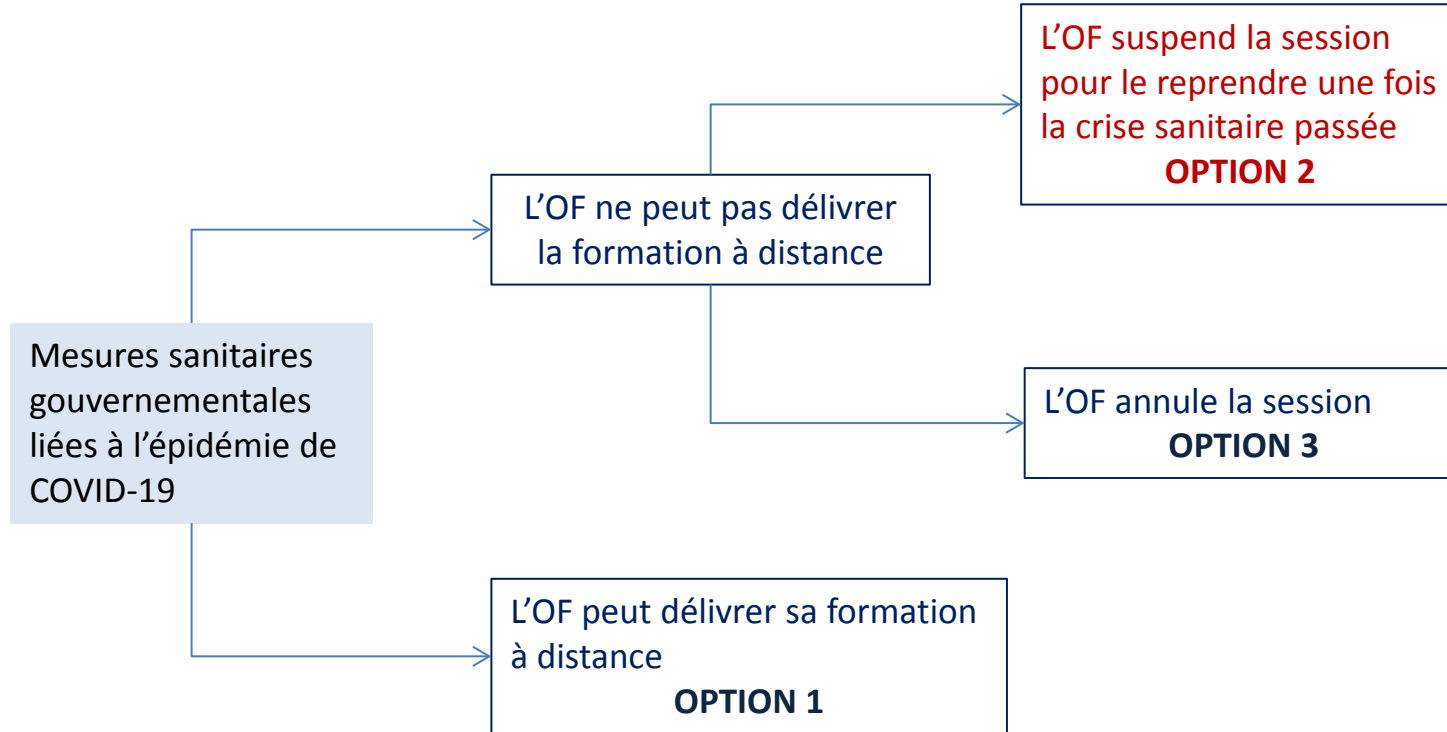 L’OF suspend la session
pour le reprendre une fois
la crise sanitaire passée
OPTION 2
L’OF ne peut pas délivrer
la formation à distance
Mesures sanitaires
gouvernementales
liées à l’épidémie de
COVID-19
L’OF annule la session
OPTION 3
L’OF peut délivrer sa formation
à distance
OPTION 1